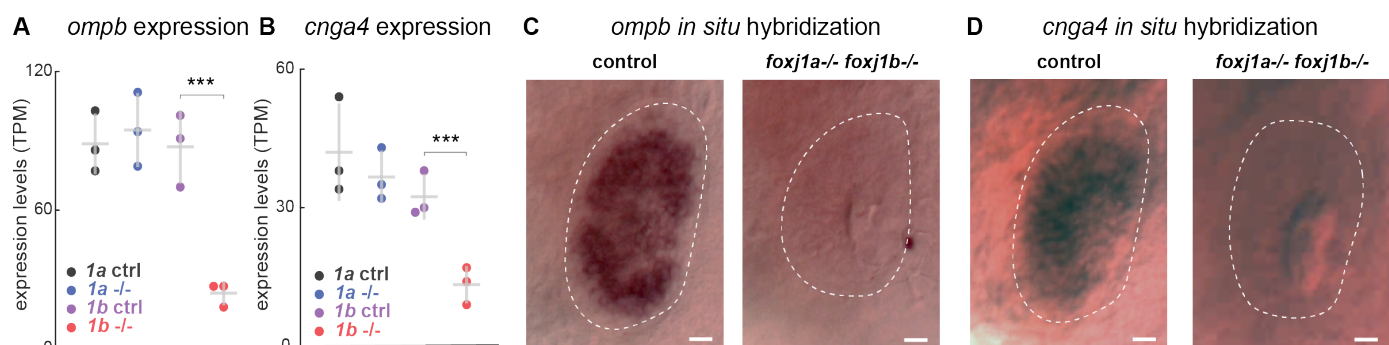 A ompb expression
120
60
0
expression levels (TPM)
***
1a ctrl
1a -/-
1b ctrl
1b -/-
B cnga4 expression
60
30
0
expression levels (TPM)
***
1a ctrl
1a -/-
1b ctrl
1b -/-
C ompb in situ hybridization
control
foxj1a-/- foxj1b-/-
D cnga4 in situ hybridization
control
foxj1a-/- foxj1b-/-